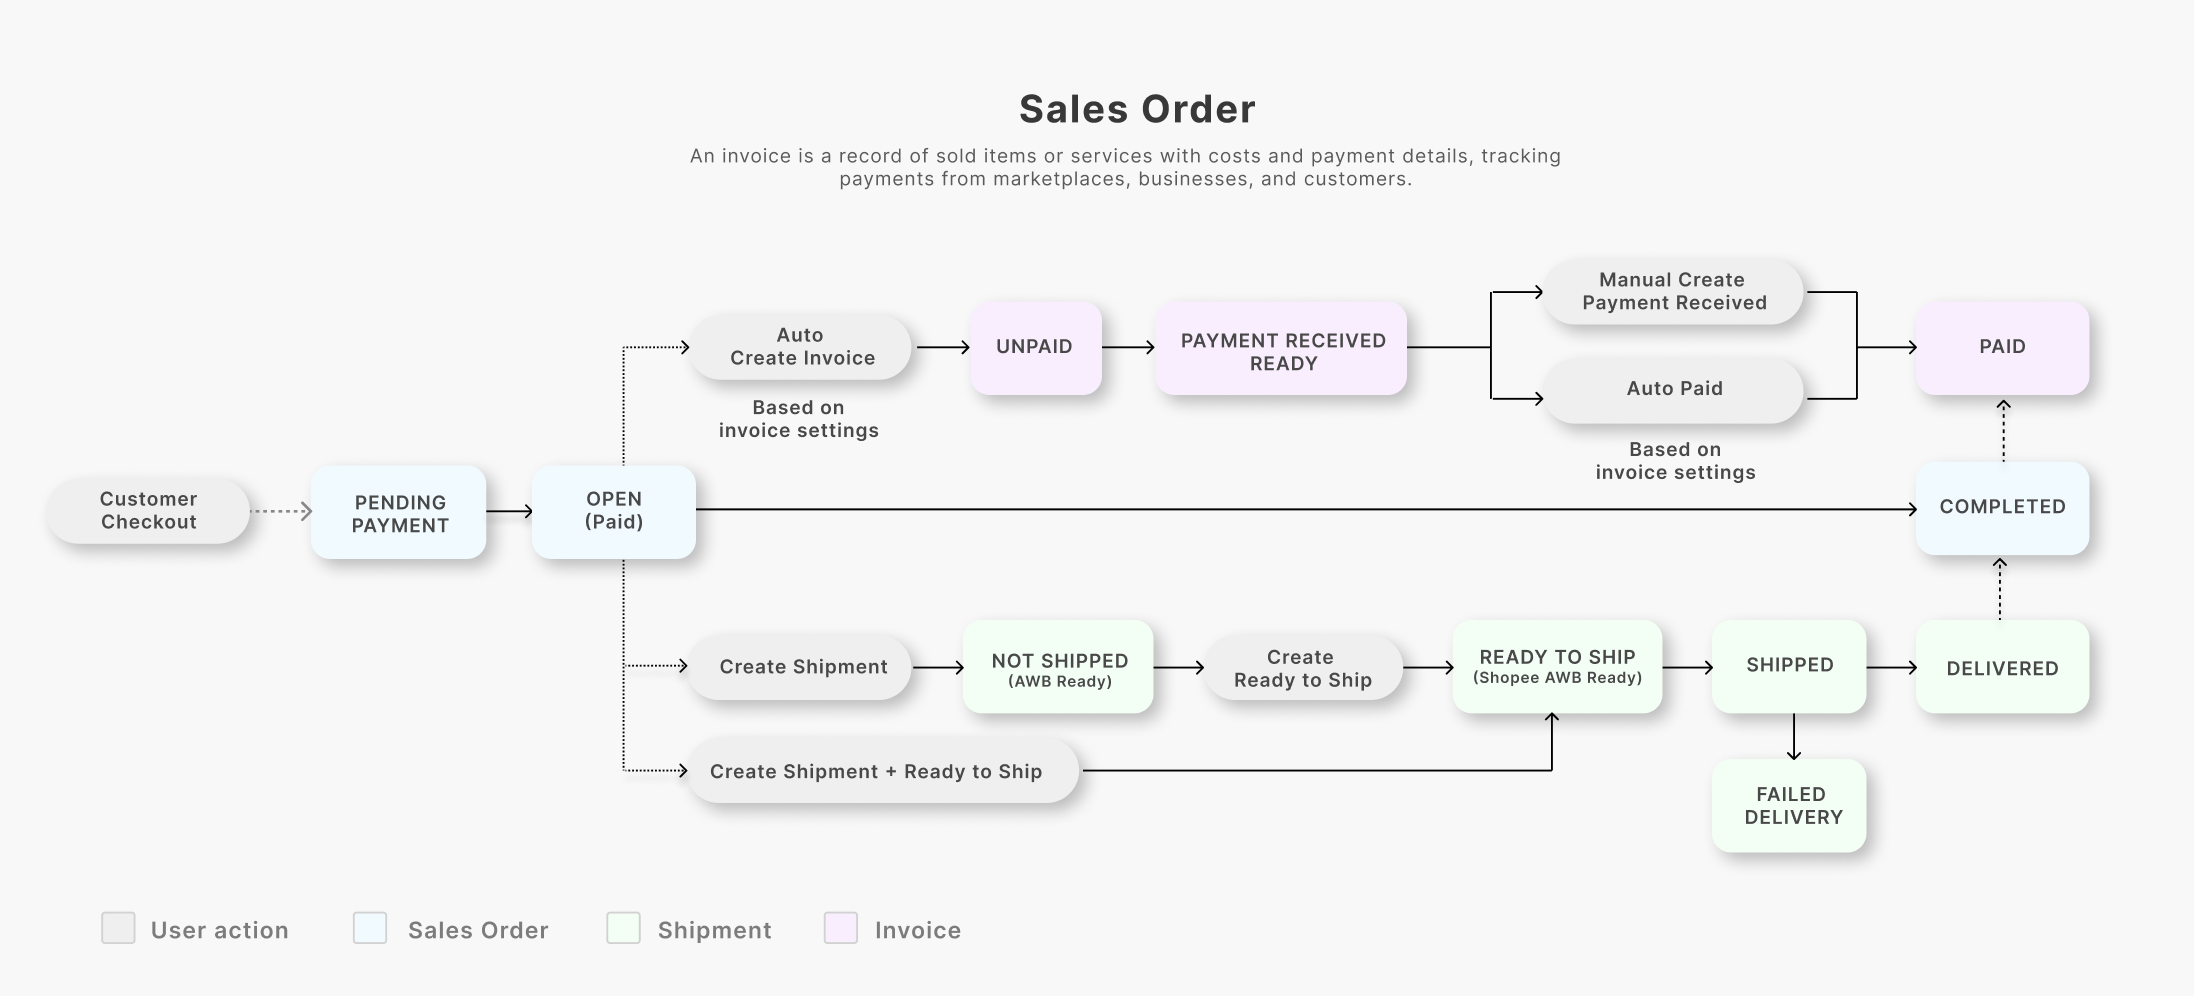 Sales Order
An invoice is a record of sold items or services with costs and payment details, tracking
payments from marketplaces, businesses, and customers.
Manual Create
Payment Received
Auto
Create Invoice
UNPAID
PAYMENT RECEIVED
READY
PAID
Auto Paid
Based on
invoice settings
Based on
invoice settings
Customer
Checkout
PENDING
PAYMENT
OPEN
(Paid)
COMPLETED
Create Shipment
NOT SHIPPED
(AWB Ready)
Create
Ready to Ship
READY TO SHIP
(Shopee AWB Ready)
SHIPPED
DELIVERED
Create Shipment + Ready to Ship
FAILED
DELIVERY
User action
Sales Order
Shipment
Invoice